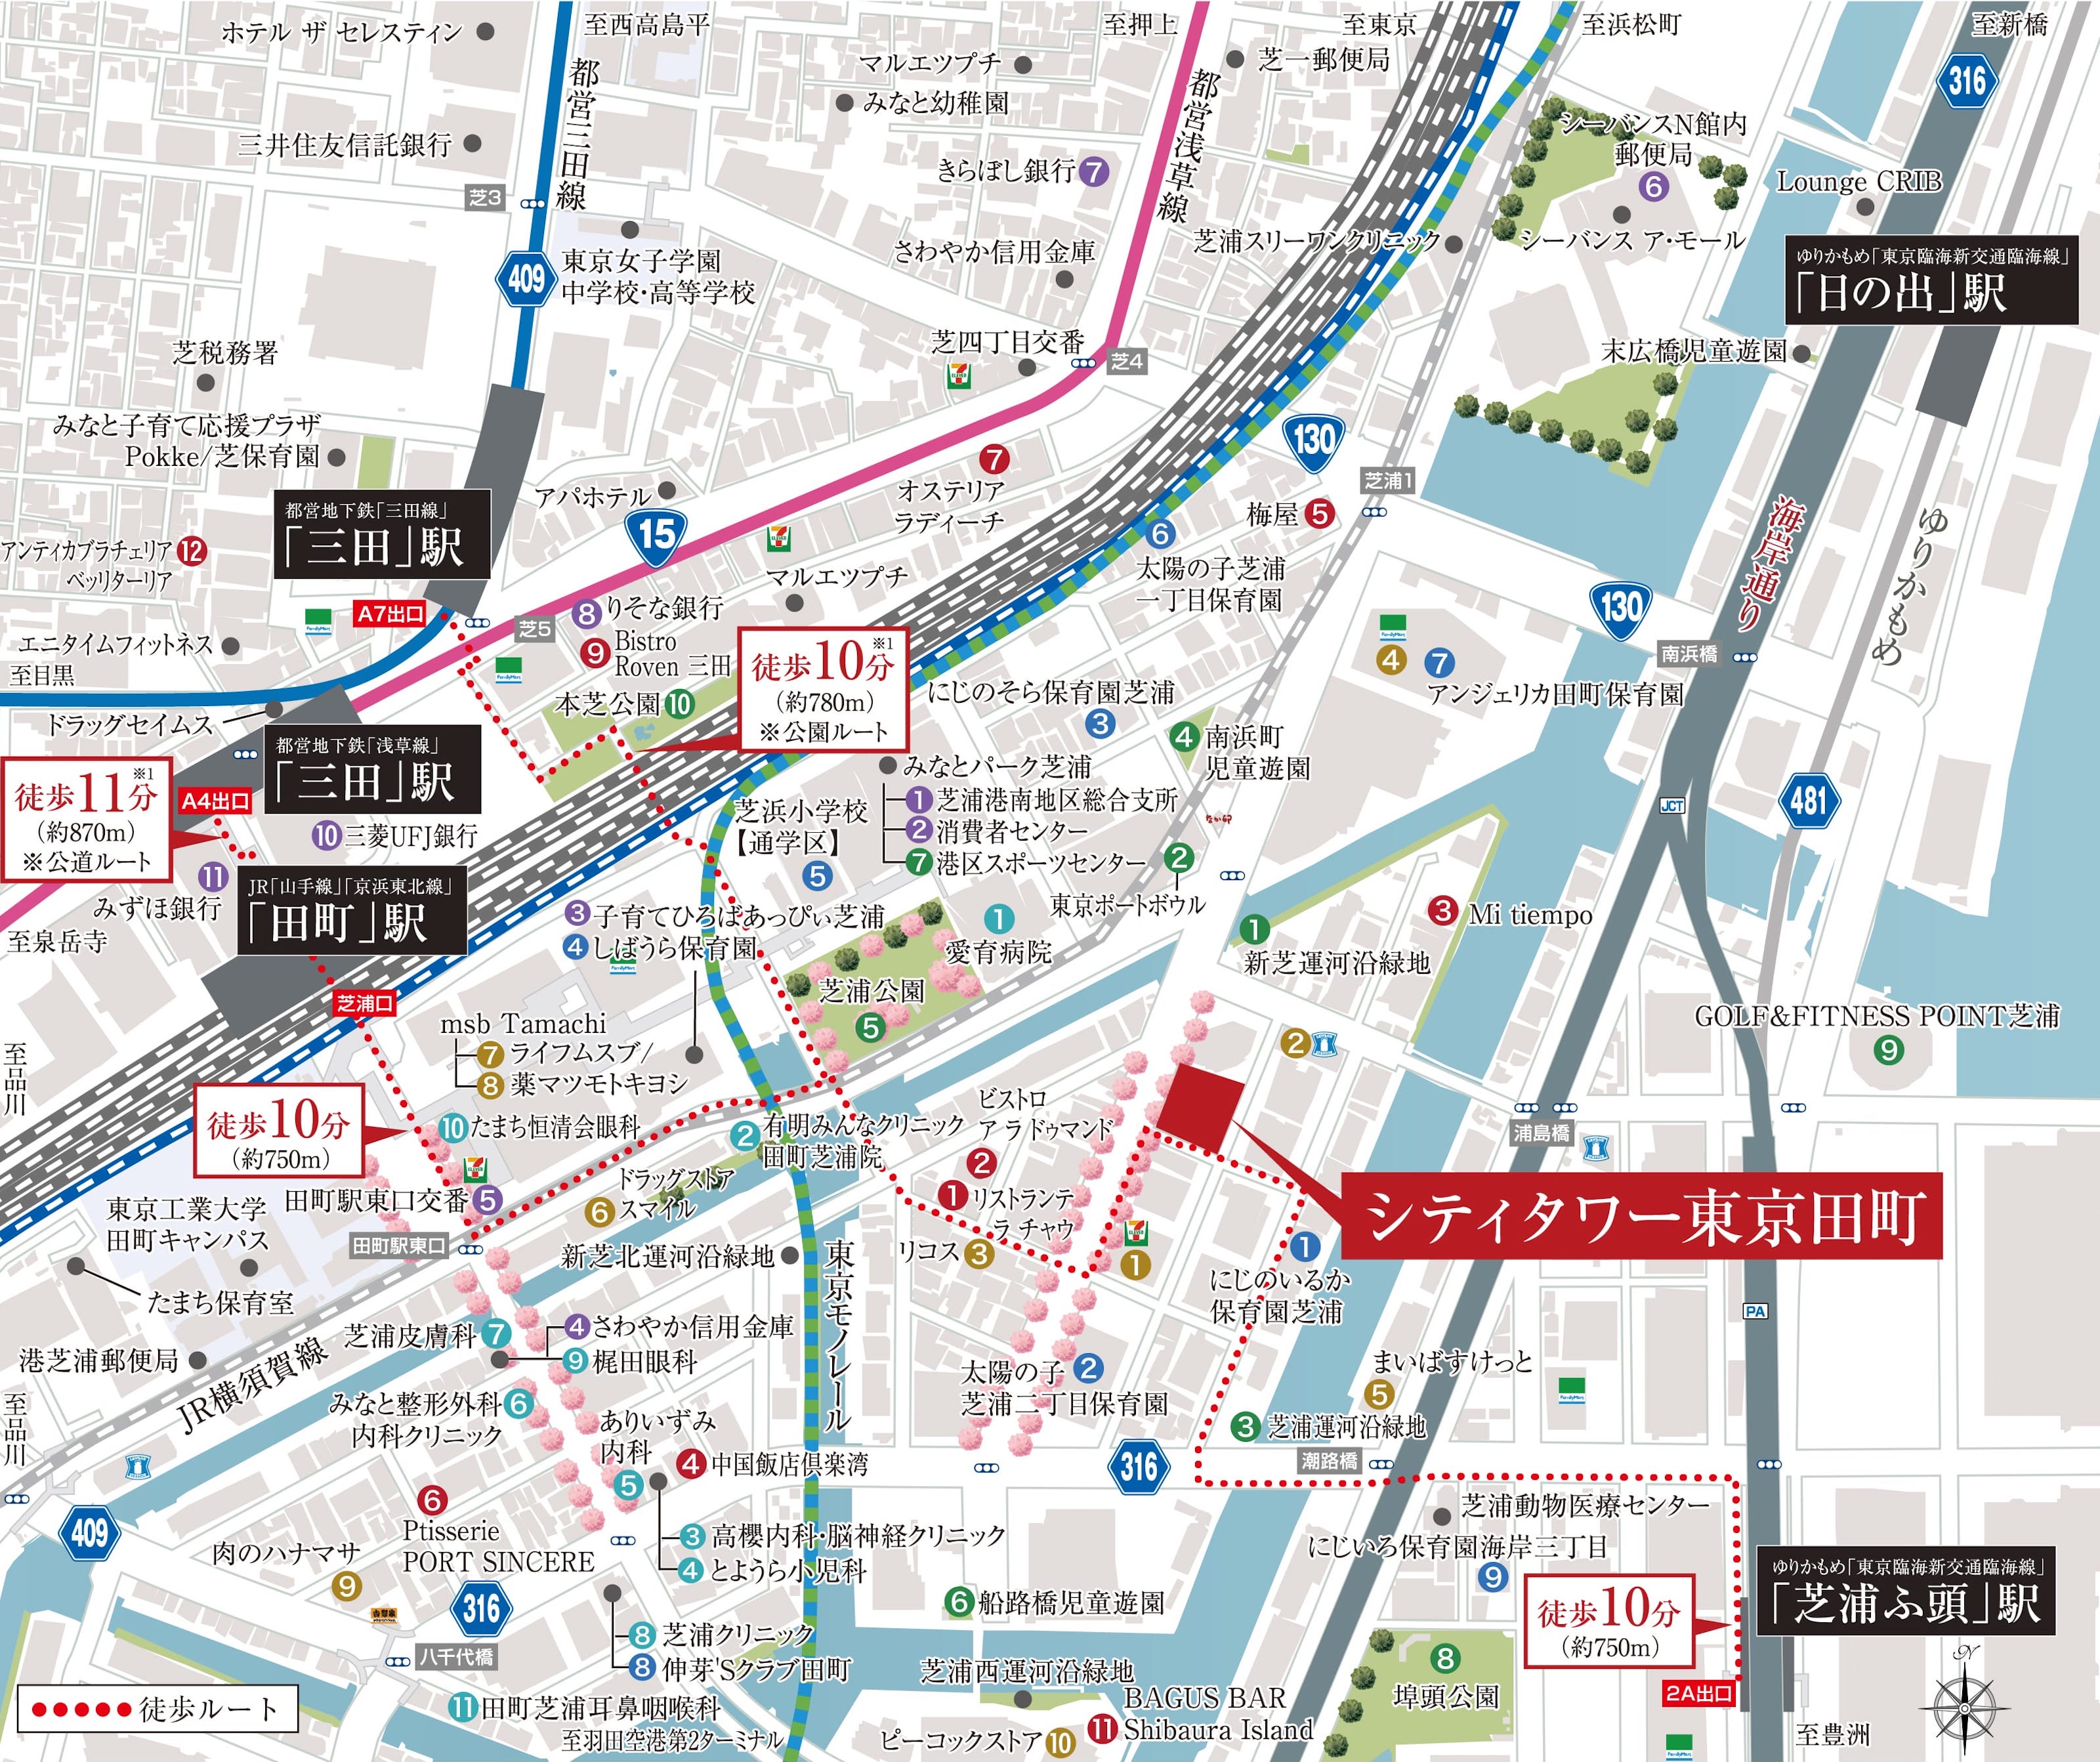 ホテル ザ セレスティン
至西高島平
至押上
至東京
至浜松町
至新橋
316
都営三田線
マルエツプチ
みなと幼稚園
芝一郵便局
都営浅草線
三井住友信託銀行
芝3
きらぼし銀行 7
シーバンスN館内
郵便局
6
Lounge CRIB
シーバンス ア・モール
芝浦スリーワンクリニック
409
東京女子学園
中学校・高等学校
さわやか信用金庫
ゆりかもめ「東京臨海新交通臨海線」
「日の出」駅
芝税務署
芝四丁目交番
芝4
末広橋児童遊園
みなと子育て応援プラザ
Pokke/芝保育園
130
芝浦1
7
オステリア
ラディーチ
アパホテル
15
梅屋 5
都営地下鉄「三田線」
「三田」駅
アンティカブラチェリア 12
ベッリターリア
6
太陽の子芝浦
一丁目保育園
マルエツプチ
海岸通り
ゆりかもめ
130
A7出口
芝5
8 りそな銀行
9 Bistro
Roven 三田
エニタイムフィットネス
至目黒
南浜橋
4
7
アンジェリカ田町保育園
徒歩10分※1
(約780m)
※公園ルート
本芝公園 10
にじのそら保育園芝浦
3
ドラッグセイムス
都営地下鉄「浅草線」
「三田」駅
4 南浜町
児童遊園
みなとパーク芝浦
1 芝浦港南地区総合支所
2 消費者センター
7 港区スポーツセンター
徒歩11分※1
(約870m)
※公道ルート
A4出口
芝浜小学校
【通学区】
5
なか卯
JCT
481
10 三菱UFJ銀行
11
みずほ銀行
至泉岳寺
JR「山手線」「京浜東北線」
「田町」駅
2
東京ポートボウル
3 子育てひろばあっぴぃ芝浦
4 しばうら保育園
1
愛育病院
1
新芝運河沿緑地
3 Mi tiempo
芝浦公園
5
芝浦口
GOLF&FITNESS POINT芝浦
9
至品川
msb Tamachi
7 ライフムスブ/
8 薬マツモトキヨシ
2
ビストロ
ア ラ ドゥマンド
2
徒歩10分
(約750m)
10 たまち恒清会眼科
2 有明みんなクリニック
田町芝浦院
浦島橋
シティタワー東京田町
東京工業大学
田町キャンパス
田町駅東口交番 5
田町駅東口
ドラッグストア
6 スマイル
1 リストランテ
ラ チャウ
リコス 3
1
1
にじのいるか
保育園芝浦
新芝北運河沿緑地
東京モノレール
たまち保育室
PA
港芝浦郵便局
JR横須賀線
芝浦皮膚科 7
4 さわやか信用金庫
9 梶田眼科
太陽の子 2
芝浦二丁目保育園
まいばすけっと
5
至品川
みなと整形外科 6
内科クリニック
ありいずみ
内科
5
4 中国飯店倶楽湾
3 芝浦運河沿緑地
潮路橋
316
409
6
Ptisserie
PORT SINCERE
3 高櫻内科・脳神経クリニック
4 とようら小児科
芝浦動物医療センター
にじいろ保育園海岸三丁目
9
肉のハナマサ
9
吉野家
316
八千代橋
8 芝浦クリニック
8 伸芽'Sクラブ田町
6 船路橋児童遊園
徒歩10分
(約750m)
ゆりかもめ「東京臨海新交通臨海線」
「芝浦ふ頭」駅
2A出口
8
埠頭公園
芝浦西運河沿緑地
BAGUS BAR
11 Shibaura Island
ピーコックストア 10
11 田町芝浦耳鼻咽喉科
至羽田空港第2ターミナル
徒歩ルート
至豊洲
N